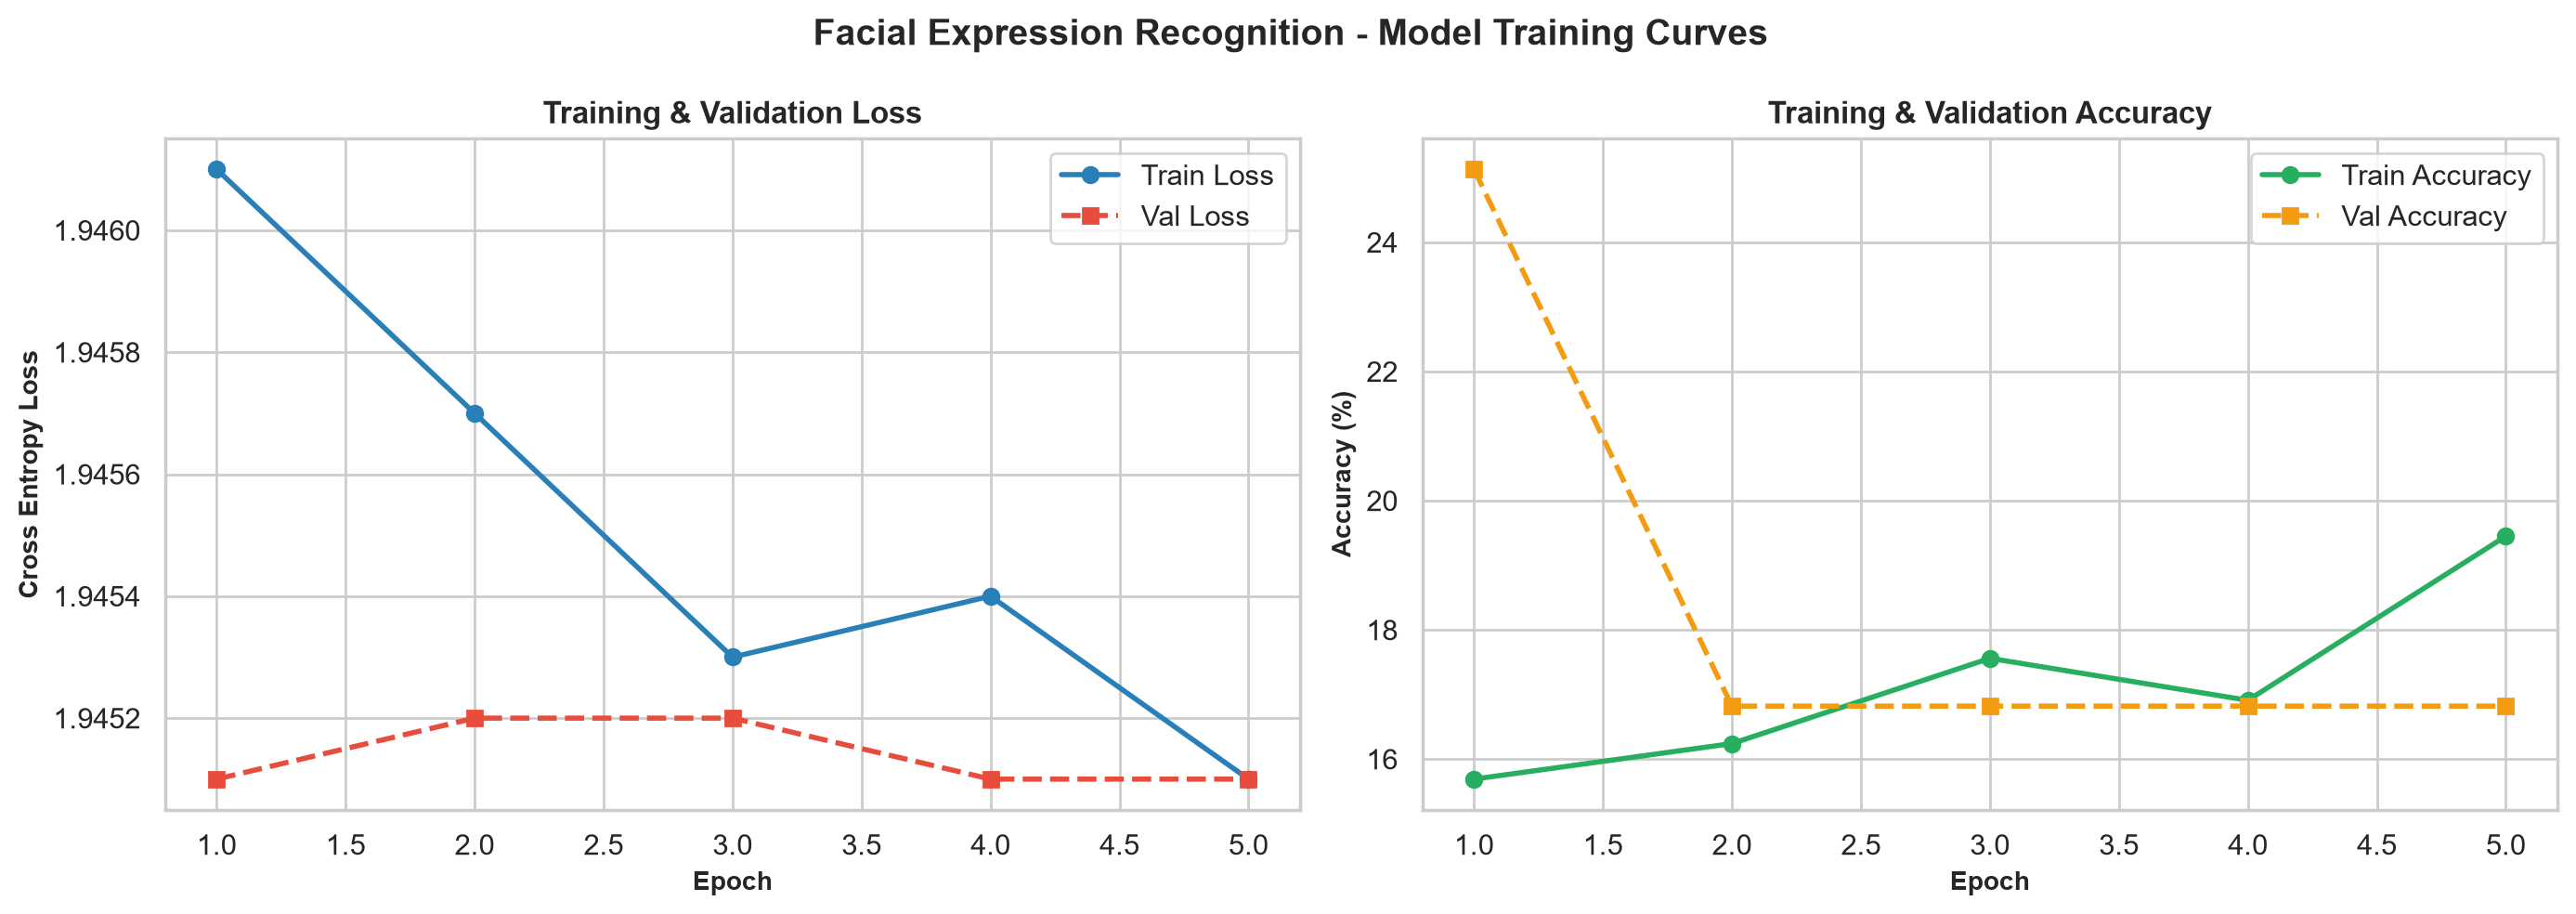 Facial Expression Recognition - Model Training Curves
Training & Validation Loss
Train Loss
Val Loss
1.9460
1.9458
1.9456
1.9454
1.9452
Cross Entropy Loss
1.0 1.5 2.0 2.5 3.0 3.5 4.0 4.5 5.0
Epoch
Training & Validation Accuracy
Train Accuracy
Val Accuracy
24
22
20
18
16
Accuracy (%)
1.0 1.5 2.0 2.5 3.0 3.5 4.0 4.5 5.0
Epoch